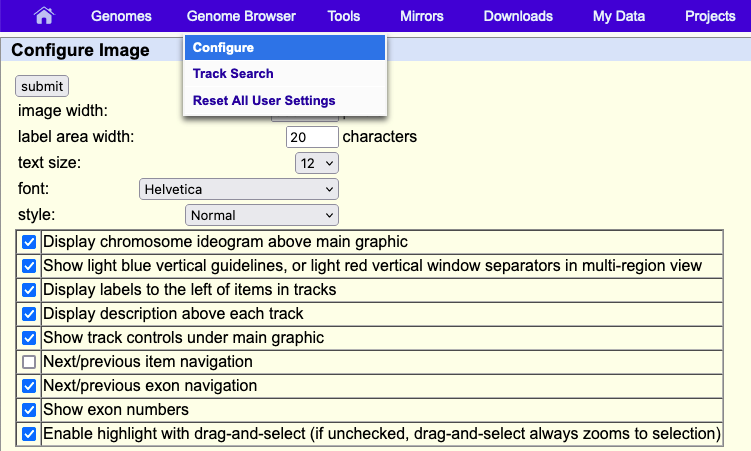 Genomes Genome Browser Tools Mirrors Downloads My Data Projects
Configure Image
Configure
Track Search
Reset All User Settings
submit
image width:
label area width: 20 characters
text size: 12
font: Helvetica
style: Normal
Display chromosome ideogram above main graphic
Show light blue vertical guidelines, or light red vertical window separators in multi-region view
Display labels to the left of items in tracks
Display description above each track
Show track controls under main graphic
Next/previous item navigation
Next/previous exon navigation
Show exon numbers
Enable highlight with drag-and-select (if unchecked, drag-and-select always zooms to selection)